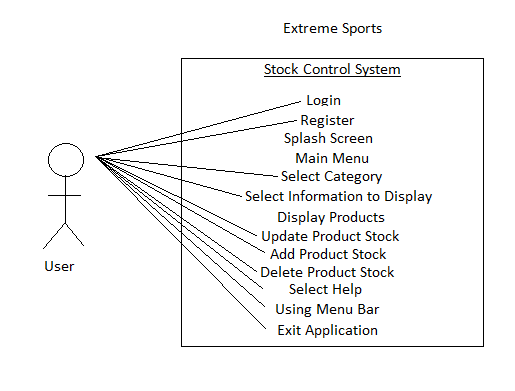 Extreme Sports
Stock Control System
Login
Register
Splash Screen
Main Menu
Select Category
Select Information to Display
Display Products
Update Product Stock
Add Product Stock
Delete Product Stock
Select Help
Using Menu Bar
Exit Application
User